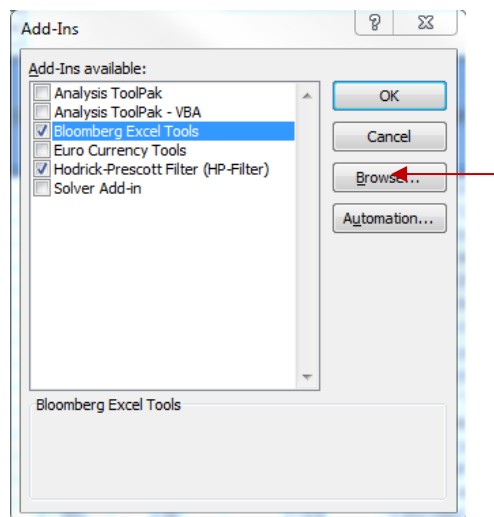 Add-Ins
Add-Ins available:
Analysis ToolPak
Analysis ToolPak - VBA
Bloomberg Excel Tools
Euro Currency Tools
Hodrick-Prescott Filter (HP-Filter)
Solver Add-in
OK
Cancel
Browse...
Automation...
Bloomberg Excel Tools